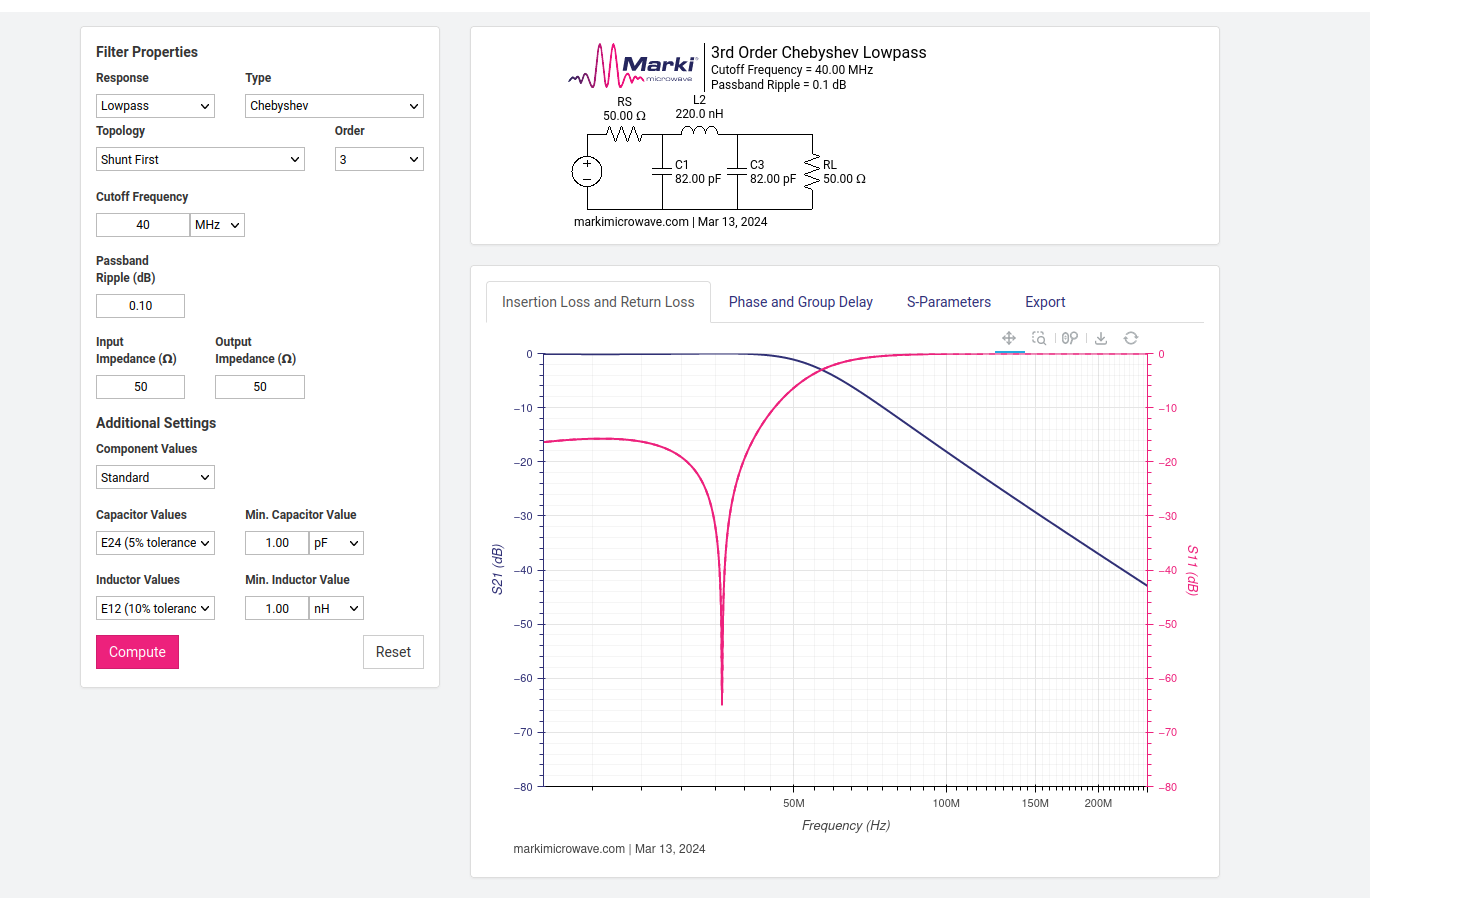 Filter Properties
Response Type
Lowpass Chebyshev
Topology Order
Shunt First 3
Cutoff Frequency
40 MHz
Passband
Ripple (dB)
0.10
Input Output
Impedance (Ω) Impedance (Ω)
50 50
Additional Settings
Component Values
Standard
Capacitor Values Min. Capacitor Value
E24 (5% tolerance 1.00 pF
Inductor Values Min. Inductor Value
E12 (10% toleranc 1.00 nH
Compute Reset
Marki
microwave
3rd Order Chebyshev Lowpass
Cutoff Frequency = 40.00 MHz
Passband Ripple = 0.1 dB
RS L2
50.00 Ω 220.0 nH
C1 C3 RL
82.00 pF 82.00 pF 50.00 Ω
markimicrowave.com | Mar 13, 2024
Insertion Loss and Return Loss Phase and Group Delay S-Parameters Export
0 0
−10 −10
−20 −20
−30 −30
−40 −40
−50 −50
−60 −60
−70 −70
−80 −80
S21 (dB)
S11 (dB)
50M 100M 150M 200M
Frequency (Hz)
markimicrowave.com | Mar 13, 2024